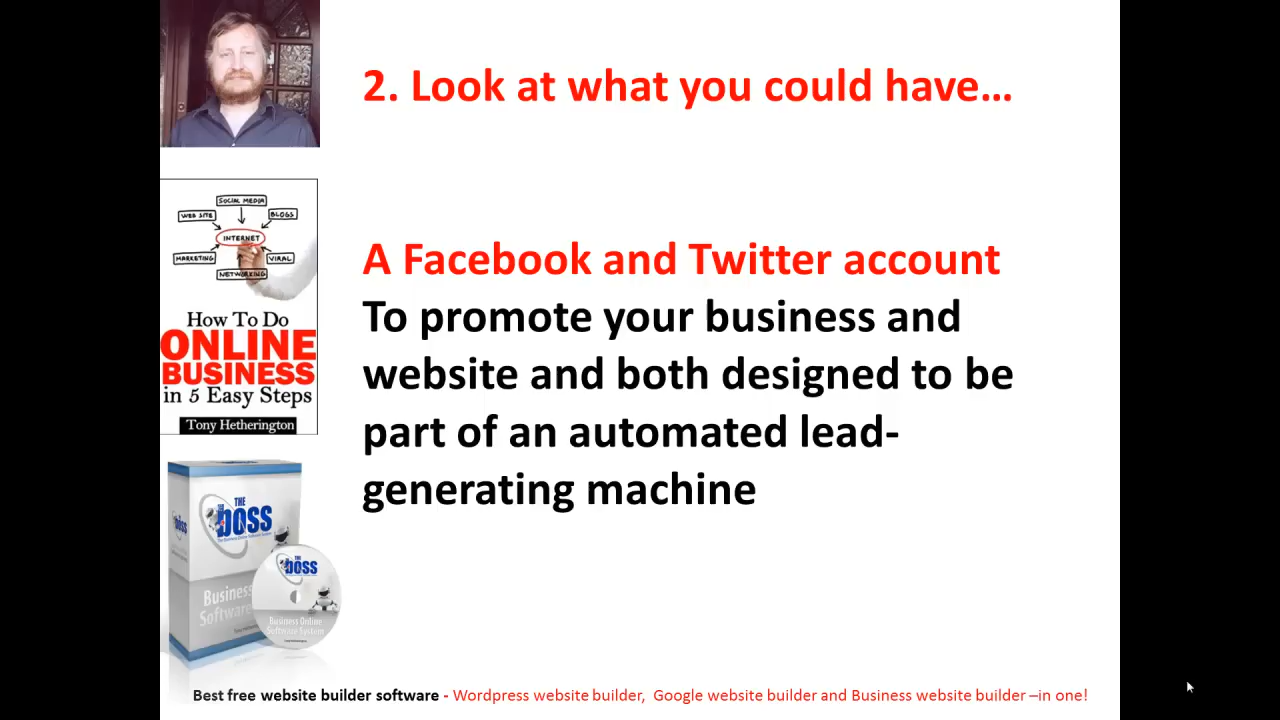 2. Look at what you could have...
SOCIAL MEDIA
WEB SITE
BLOGS
INTERNET
MARKETING
VIRAL
NETWORKING
How To Do
ONLINE
BUSINESS
in 5 Easy Steps
Tony Hetherington
A Facebook and Twitter account
To promote your business and
website and both designed to be
part of an automated lead-
generating machine
THE
BOSS
boss
Business
Software
THE
boss
Business Online
Software System
Best free website builder software - Wordpress website builder, Google website builder and Business website builder –in one!